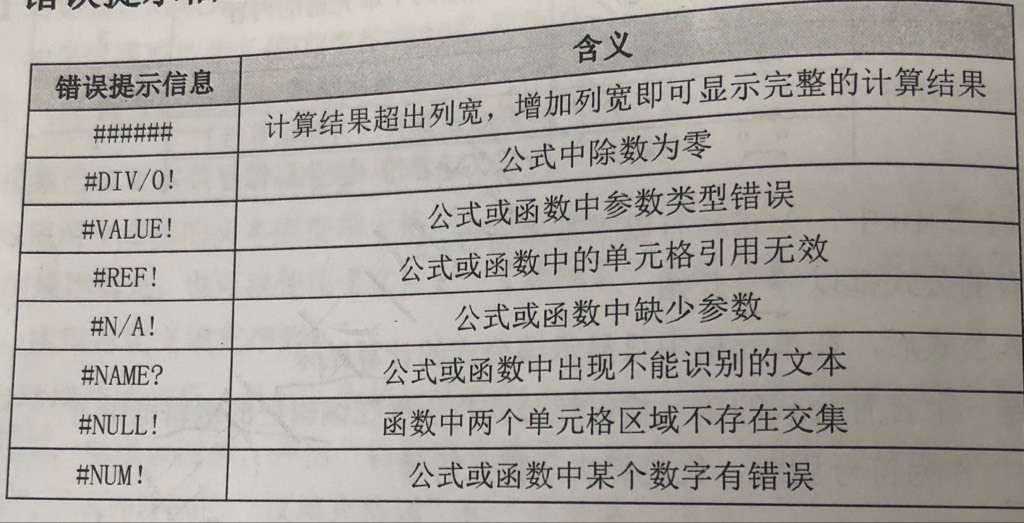 错误提示信息 含义
###### 计算结果超出列宽，增加列宽即可显示完整的计算结果
#DIV/0! 公式中除数为零
#VALUE! 公式或函数中参数类型错误
#REF! 公式或函数中的单元格引用无效
#N/A! 公式或函数中缺少参数
#NAME? 公式或函数中出现不能识别的文本
#NULL! 函数中两个单元格区域不存在交集
#NUM! 公式或函数中某个数字有错误